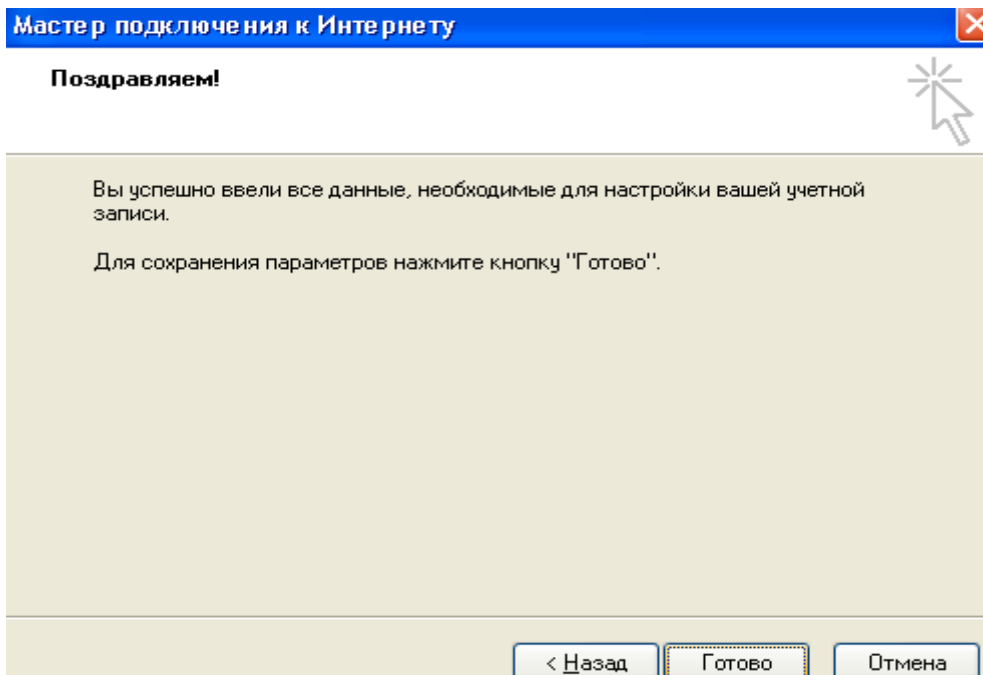 Мастер подключения к Интернету
Поздравляем!
Вы успешно ввели все данные, необходимые для настройки вашей учетной
записи.
Для сохранения параметров нажмите кнопку "Готово".
< Назад
Готово
Отмена